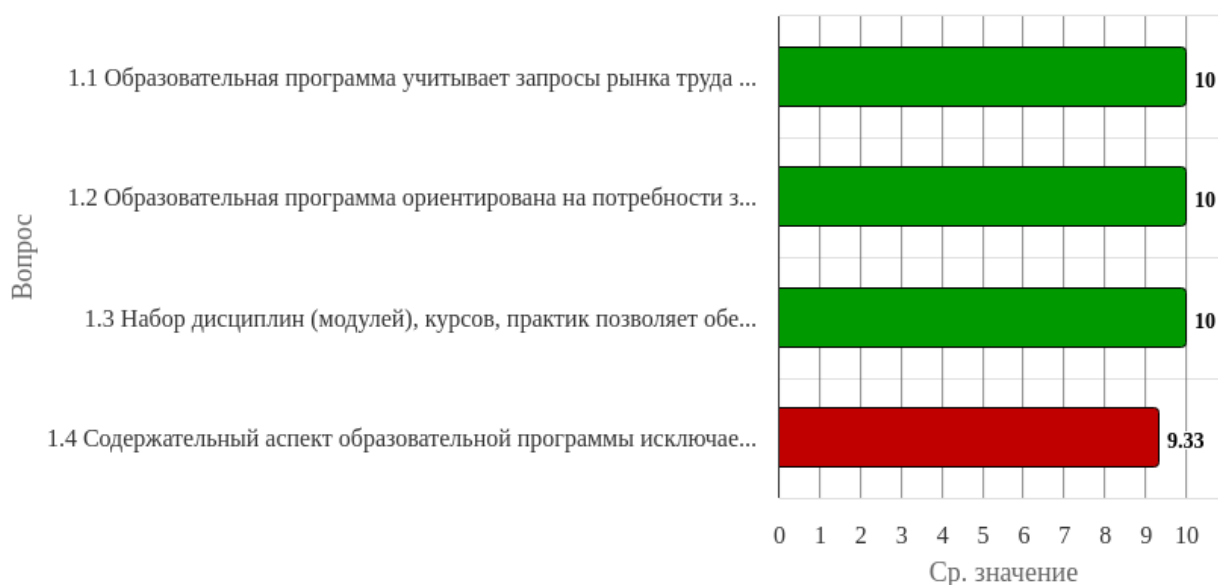 1.1 Образовательная программа учитывает запросы рынка труда ...
10
1.2 Образовательная программа ориентирована на потребности з...
10
Вопрос
1.3 Набор дисциплин (модулей), курсов, практик позволяет обе...
10
1.4 Содержательный аспект образовательной программы исключае...
9.33
0 1 2 3 4 5 6 7 8 9 10
Ср. значение